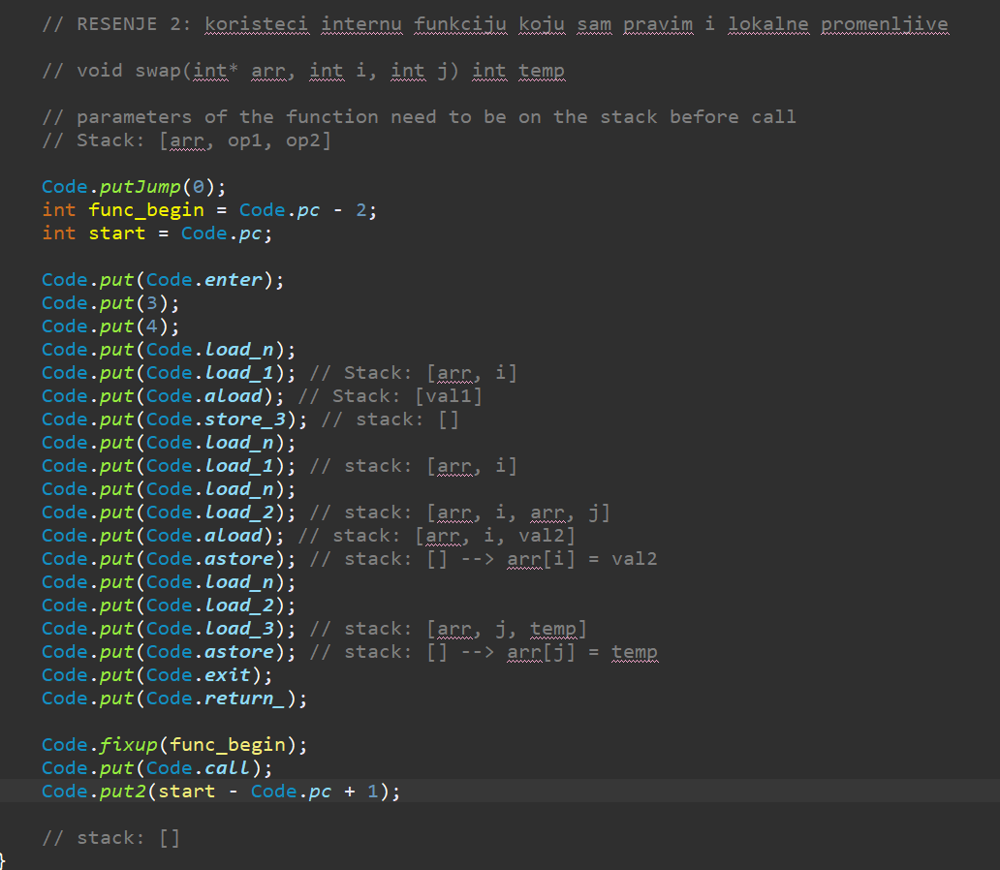 // RESENJE 2: koristeci internu funkciju koju sam pravim i lokalne promenljive
// void swap(int* arr, int i, int j) int temp
// parameters of the function need to be on the stack before call
// Stack: [arr, op1, op2]
Code.putJump(0);
int func_begin = Code.pc - 2;
int start = Code.pc;
Code.put(Code.enter);
Code.put(3);
Code.put(4);
Code.put(Code.load_n);
Code.put(Code.load_1); // Stack: [arr, i]
Code.put(Code.aload); // Stack: [val1]
Code.put(Code.store_3); // stack: []
Code.put(Code.load_n);
Code.put(Code.load_1); // stack: [arr, i]
Code.put(Code.load_n);
Code.put(Code.load_2); // stack: [arr, i, arr, j]
Code.put(Code.aload); // stack: [arr, i, val2]
Code.put(Code.astore); // stack: [] --> arr[i] = val2
Code.put(Code.load_n);
Code.put(Code.load_2);
Code.put(Code.load_3); // stack: [arr, j, temp]
Code.put(Code.astore); // stack: [] --> arr[j] = temp
Code.put(Code.exit);
Code.put(Code.return_);
Code.fixup(func_begin);
Code.put(Code.call);
Code.put2(start - Code.pc + 1);
// stack: []
}